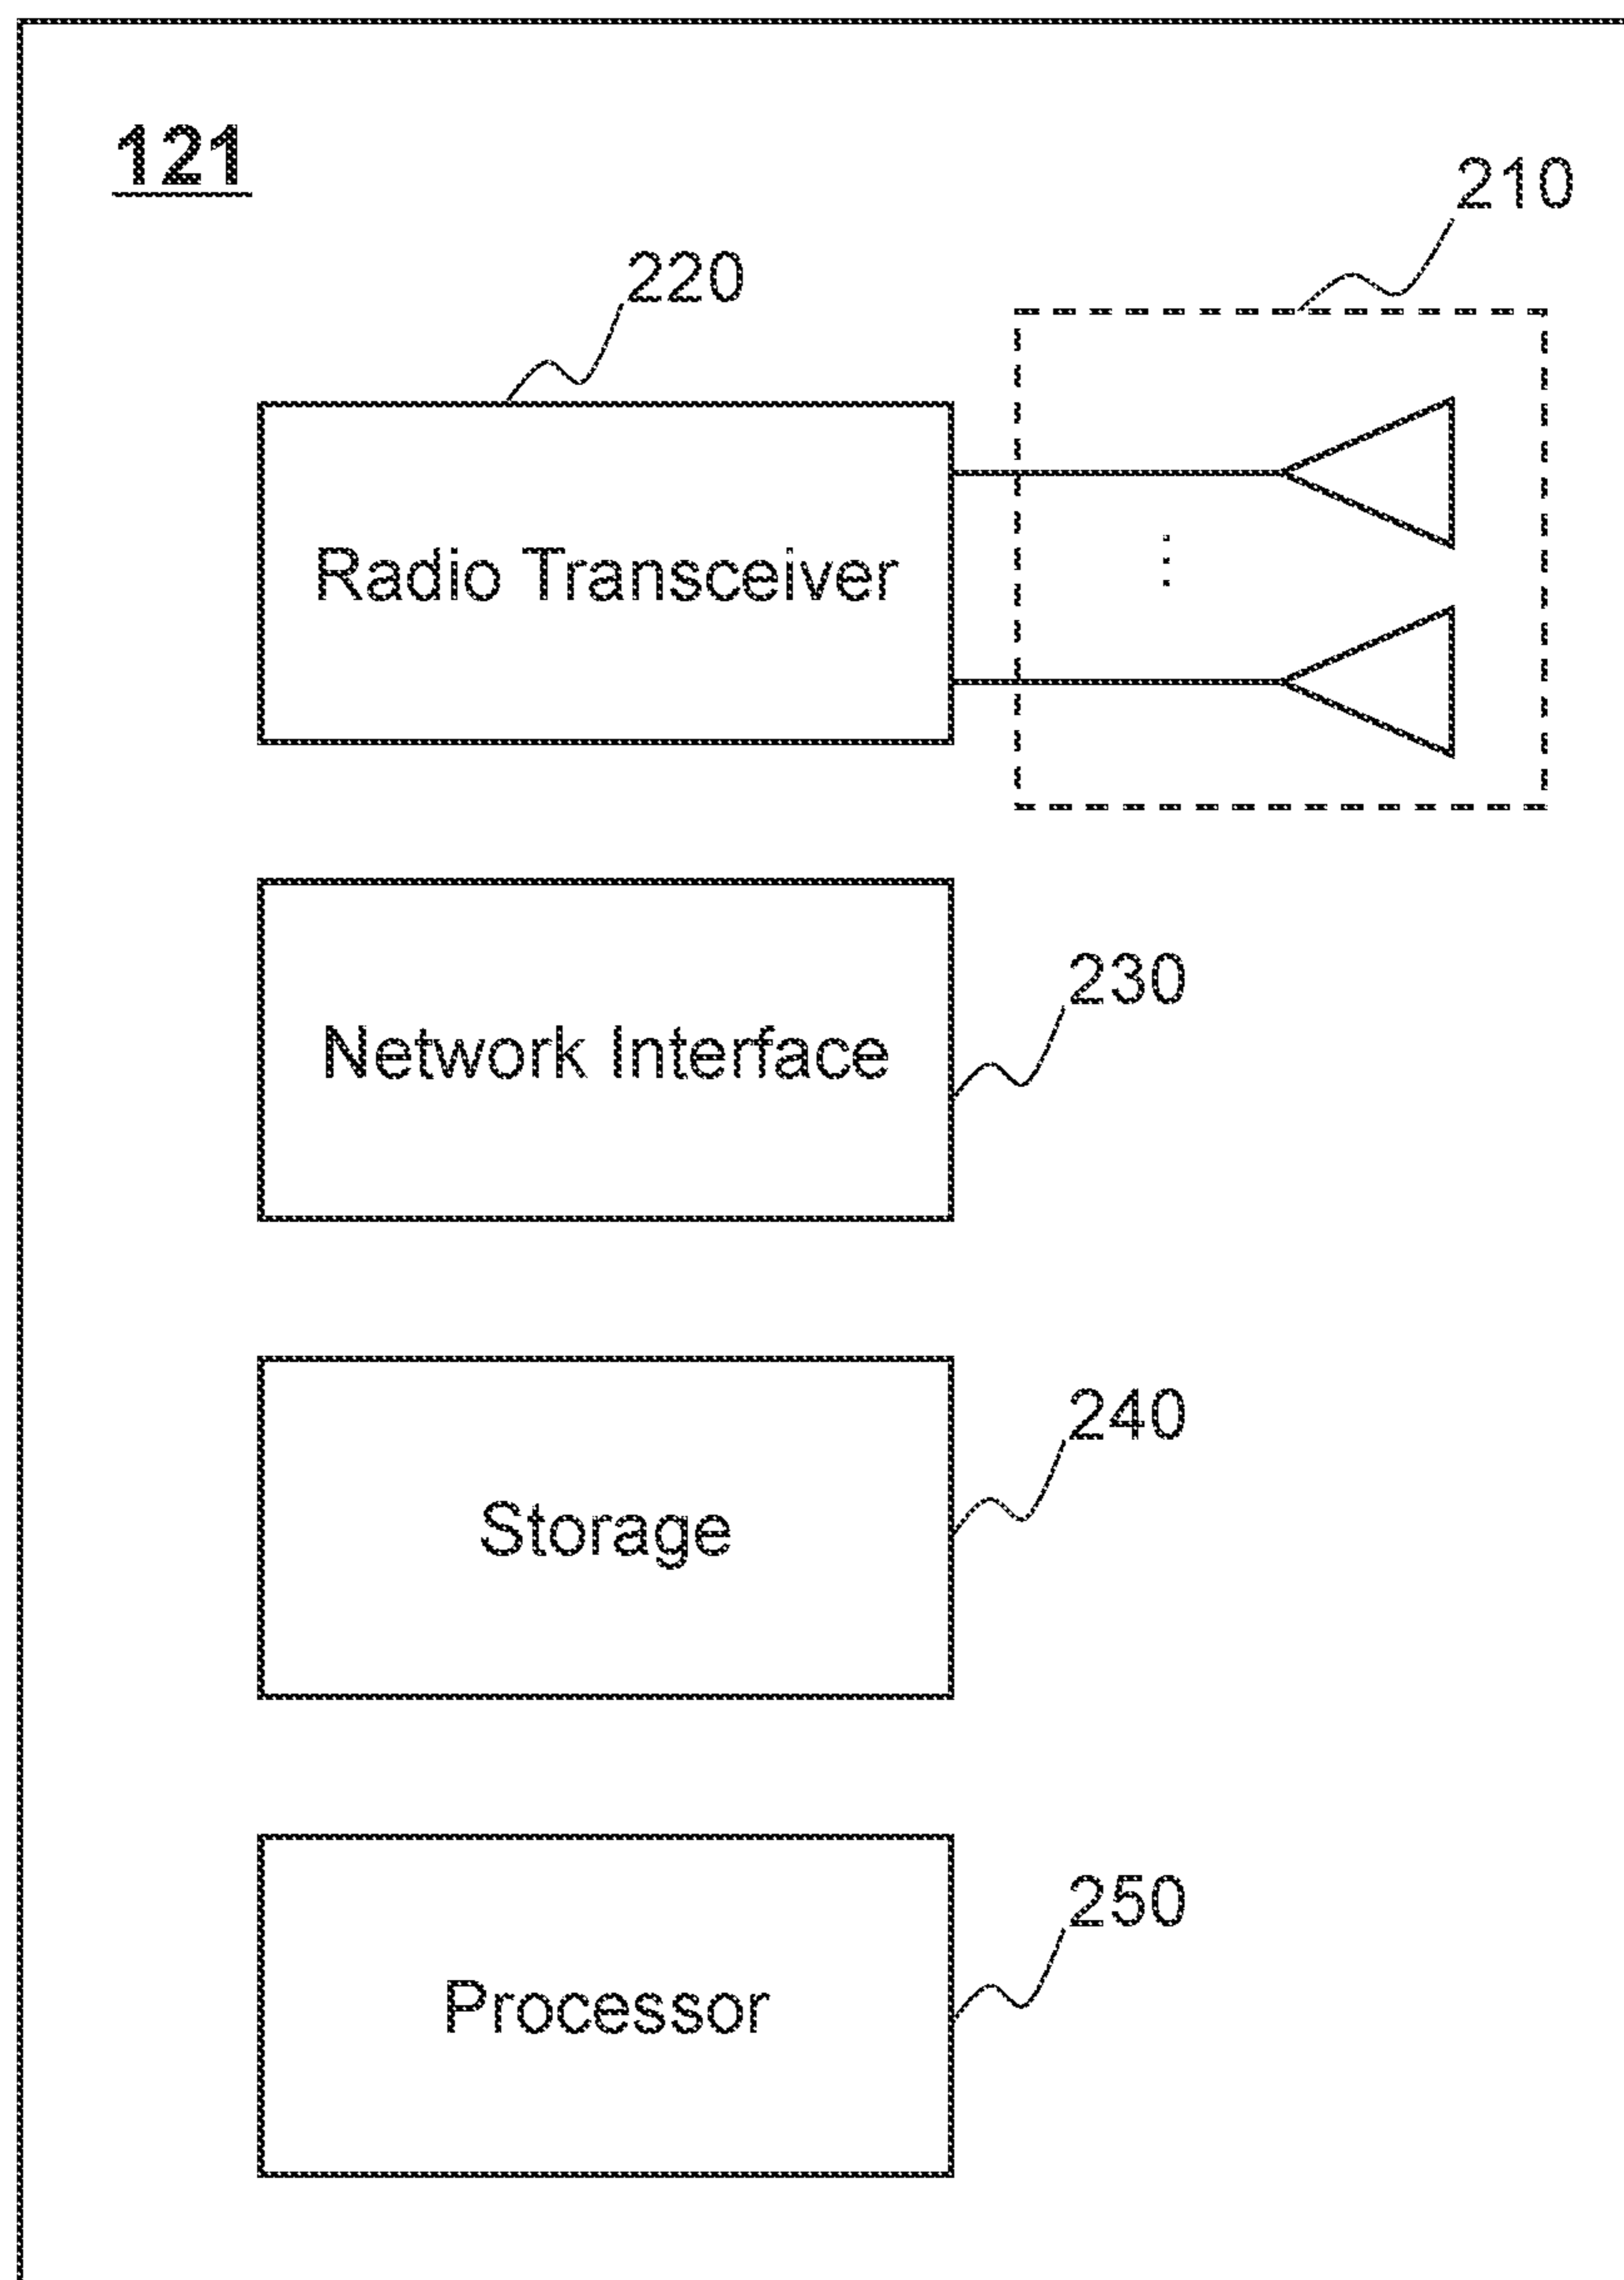 121
210
220
Radio Transceiver
230
Network Interface
240
Storage
250
Processor